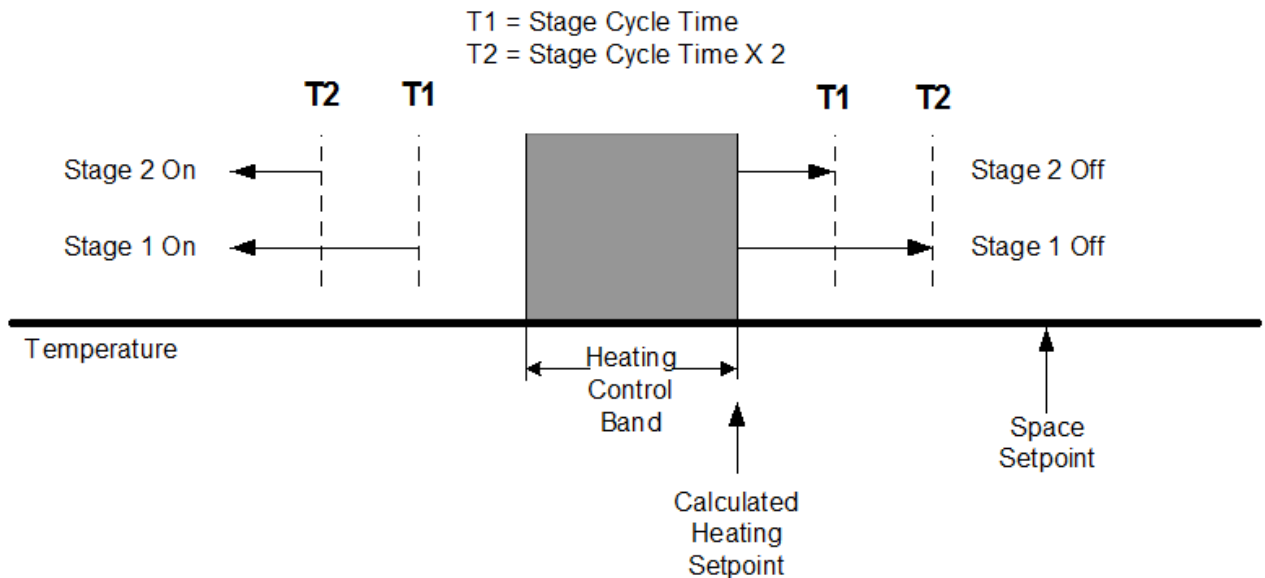 T1 = Stage Cycle Time
T2 = Stage Cycle Time X 2
T2 T1 T1 T2
Stage 2 On Stage 2 Off
Stage 1 On Stage 1 Off
Temperature
Heating
Control
Band
Space
Setpoint
Calculated
Heating
Setpoint